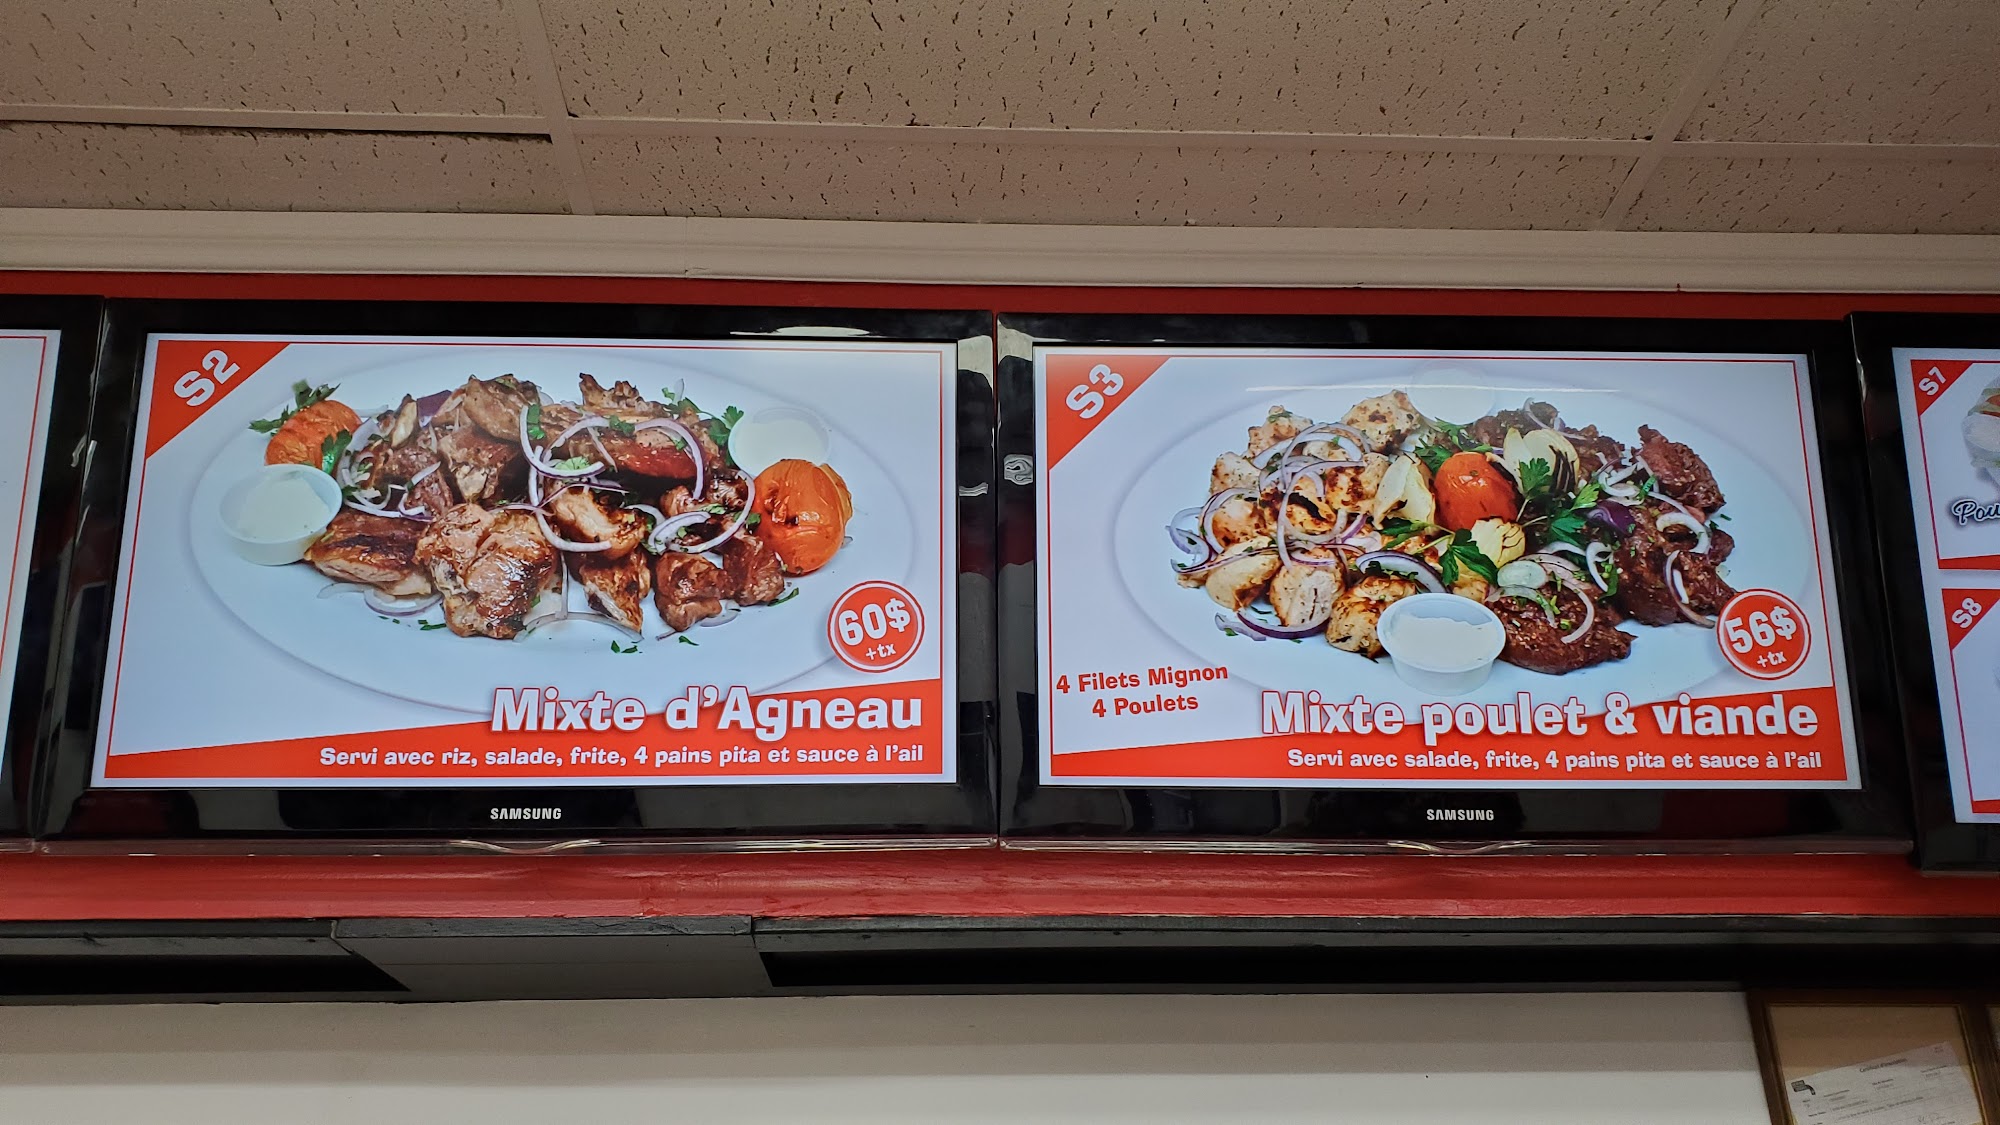 S2
60$
+tx
Mixte d'Agneau
Servi avec riz, salade, frite, 4 pains pita et sauce à l'ail
SAMSUNG
S3
4 Filets Mignon
4 Poulets
56$
+tx
Mixte poulet & viande
Servi avec salade, frite, 4 pains pita et sauce à l'ail
SAMSUNG
S7
S8